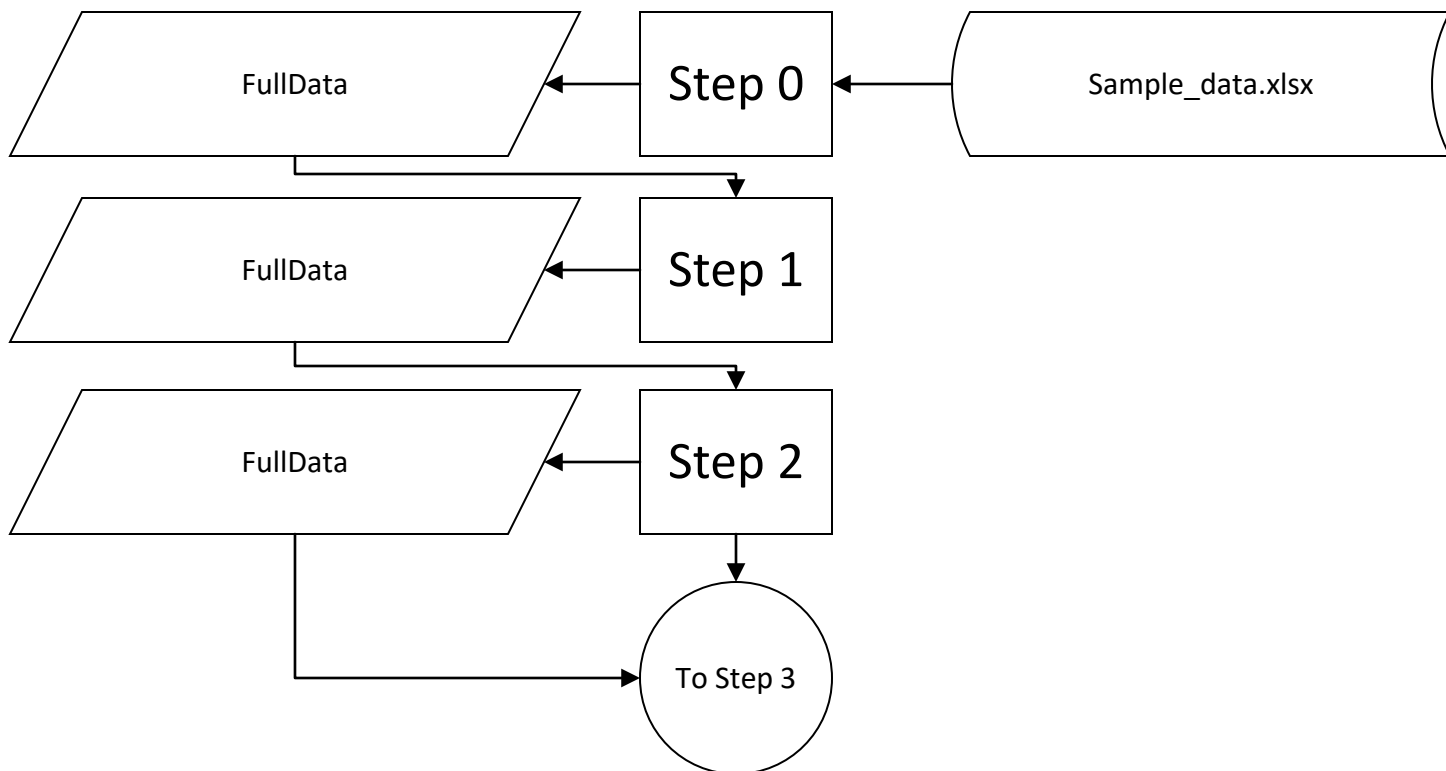 FullData
Step 0
Sample_data.xlsx
FullData
Step 1
FullData
Step 2
To Step 3